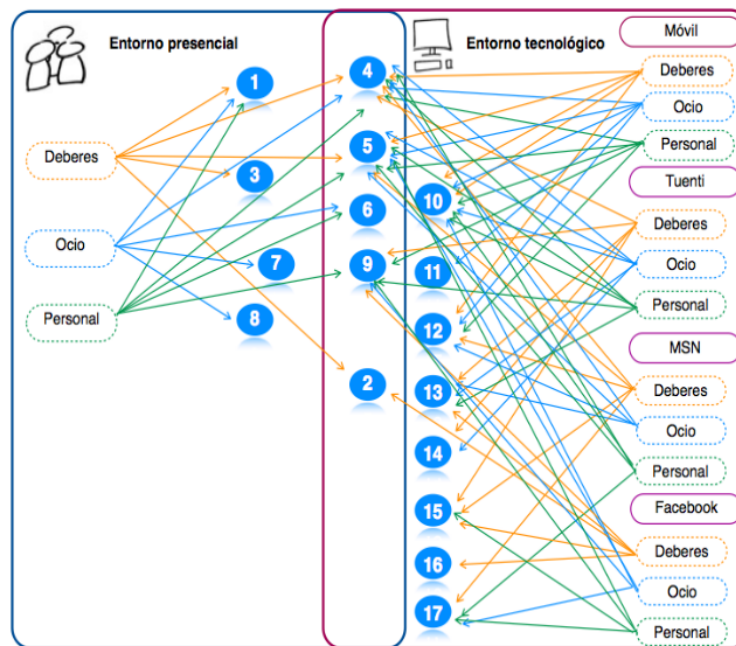 Entorno presencial
Entorno tecnológico
Móvil
1
4
Deberes
Ocio
Deberes
5
Personal
3
Tuenti
10
6
Deberes
Ocio
7
9
11
Ocio
Personal
8
12
Personal
MSN
2
13
Deberes
Ocio
14
Personal
15
Facebook
16
Deberes
Ocio
17
Personal